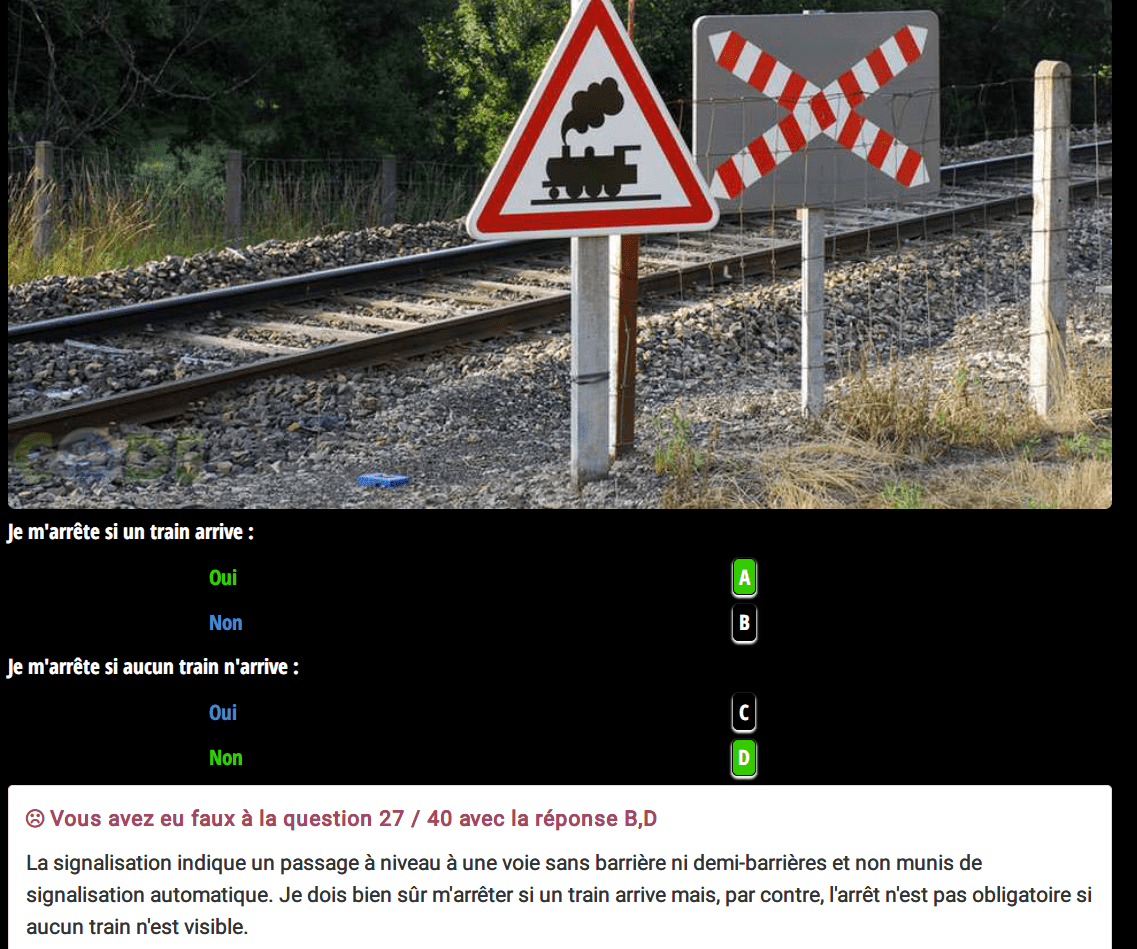 Je m'arrête si un train arrive :
Oui A
Non B
Je m'arrête si aucun train n'arrive :
Oui C
Non D
Vous avez eu faux à la question 27 / 40 avec la réponse B,D
La signalisation indique un passage à niveau à une voie sans barrière ni demi-barrières et non munis de
signalisation automatique. Je dois bien sûr m'arrêter si un train arrive mais, par contre, l'arrêt n'est pas obligatoire si
aucun train n'est visible.